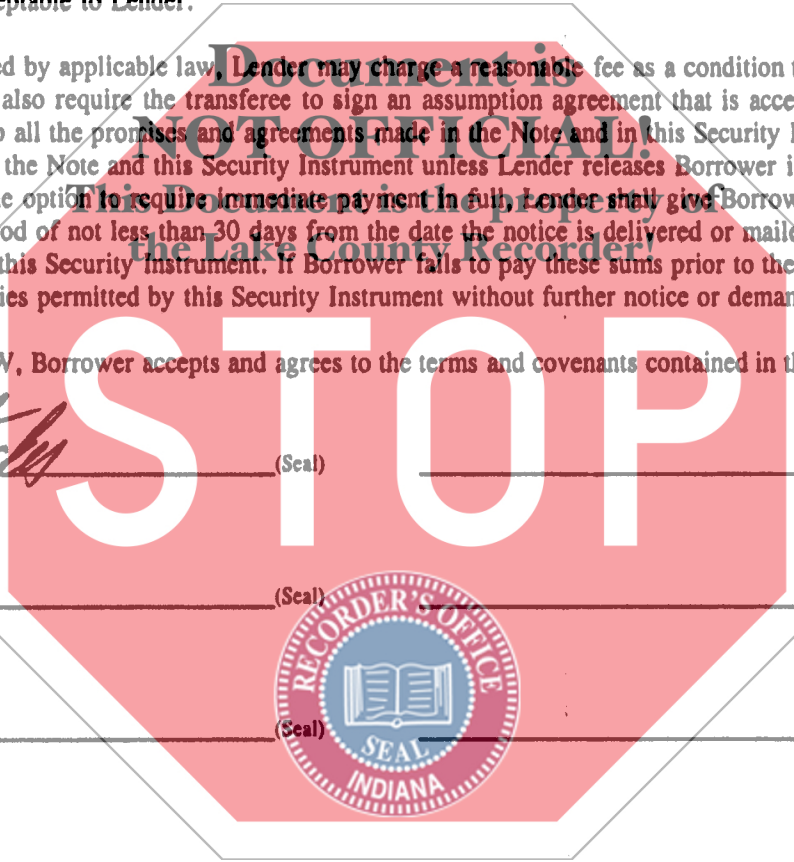 eptable to Lender.
Document is
ed by applicable law, Lender may charge a reasonable fee as a condition t
also require the transferee to sign an assumption agreement that is acce
NOT OFFICIAL!
p all the promises and agreements made in the Note and in this Security I
the Note and this Security Instrument unless Lender releases Borrower i
This Document is the property of
e option to require immediate payment in full, Lender shall give Borrow
od of not less than 30 days from the date the notice is delivered or maile
the Lake County Recorder!
this Security Instrument. If Borrower fails to pay these sums prior to the
ies permitted by this Security Instrument without further notice or deman
W, Borrower accepts and agrees to the terms and covenants contained in th
STOP
(Seal)
(Seal)
RECORDER'S OFFICE
(Seal)
SEAL
INDIANA